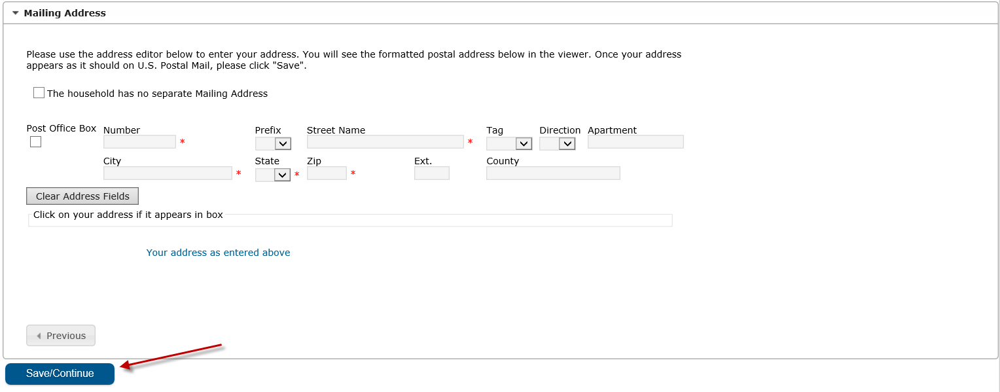 Mailing Address
Please use the address editor below to enter your address. You will see the formatted postal address below in the viewer. Once your address
appears as it should on U.S. Postal Mail, please click "Save".
The household has no separate Mailing Address
Post Office Box Number Prefix Street Name Tag Direction Apartment
* *
City State Zip Ext. County
* * *
Clear Address Fields
Click on your address if it appears in box
Your address as entered above
Previous
Save/Continue